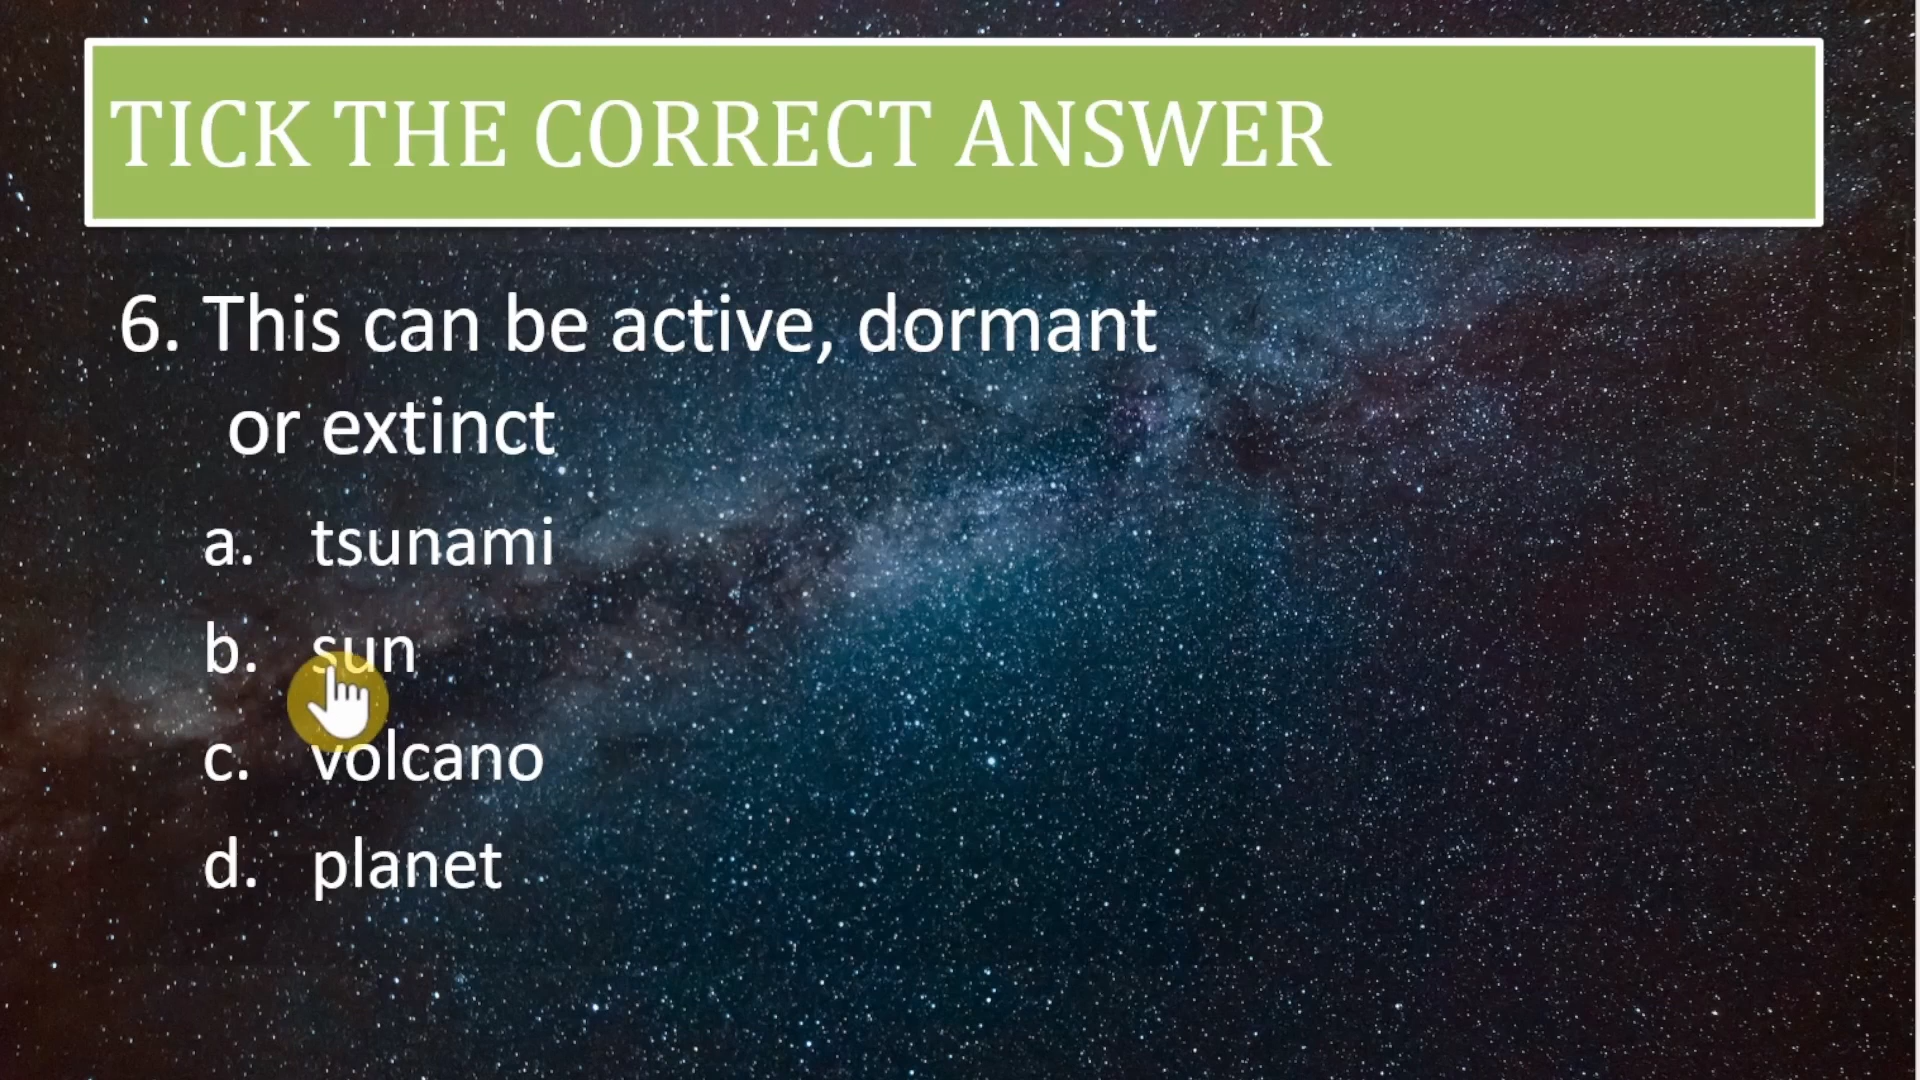 TICK THE CORRECT ANSWER
6. This can be active, dormant
or extinct
a. tsunami
b. sun
c. volcano
d. planet